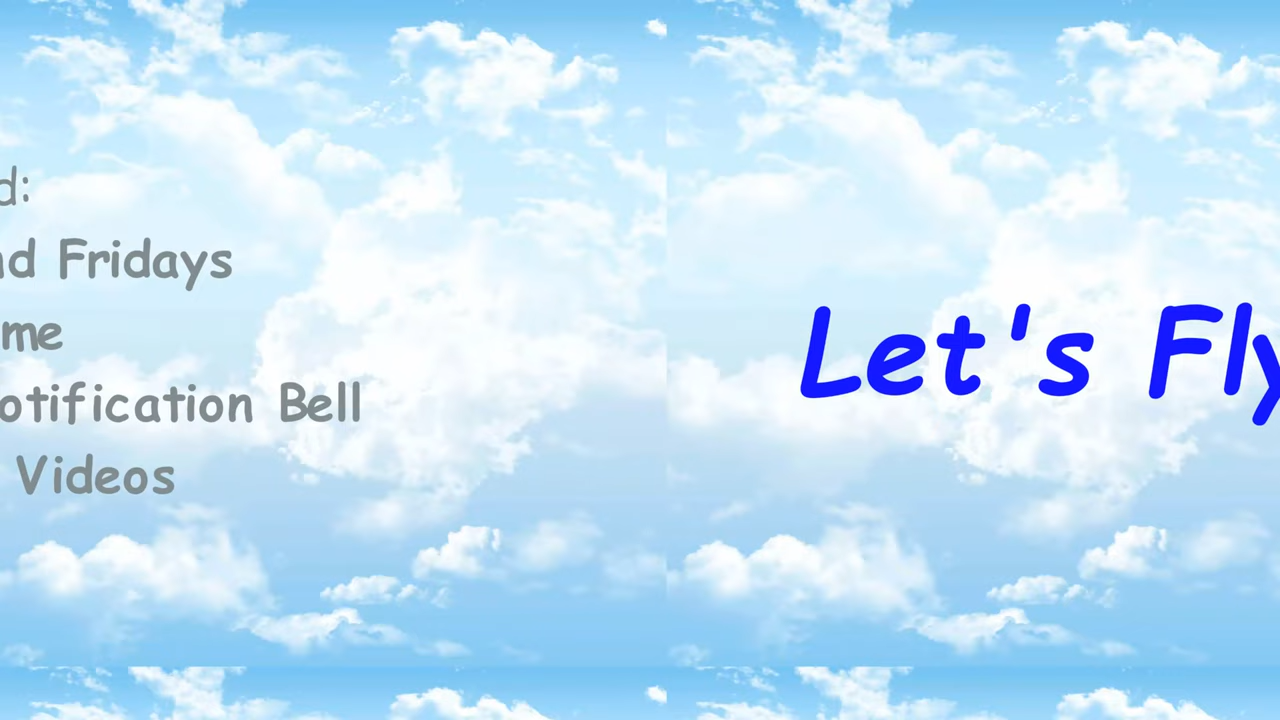 d:
nd Fridays
me
otification Bell
Videos
Let's Fly